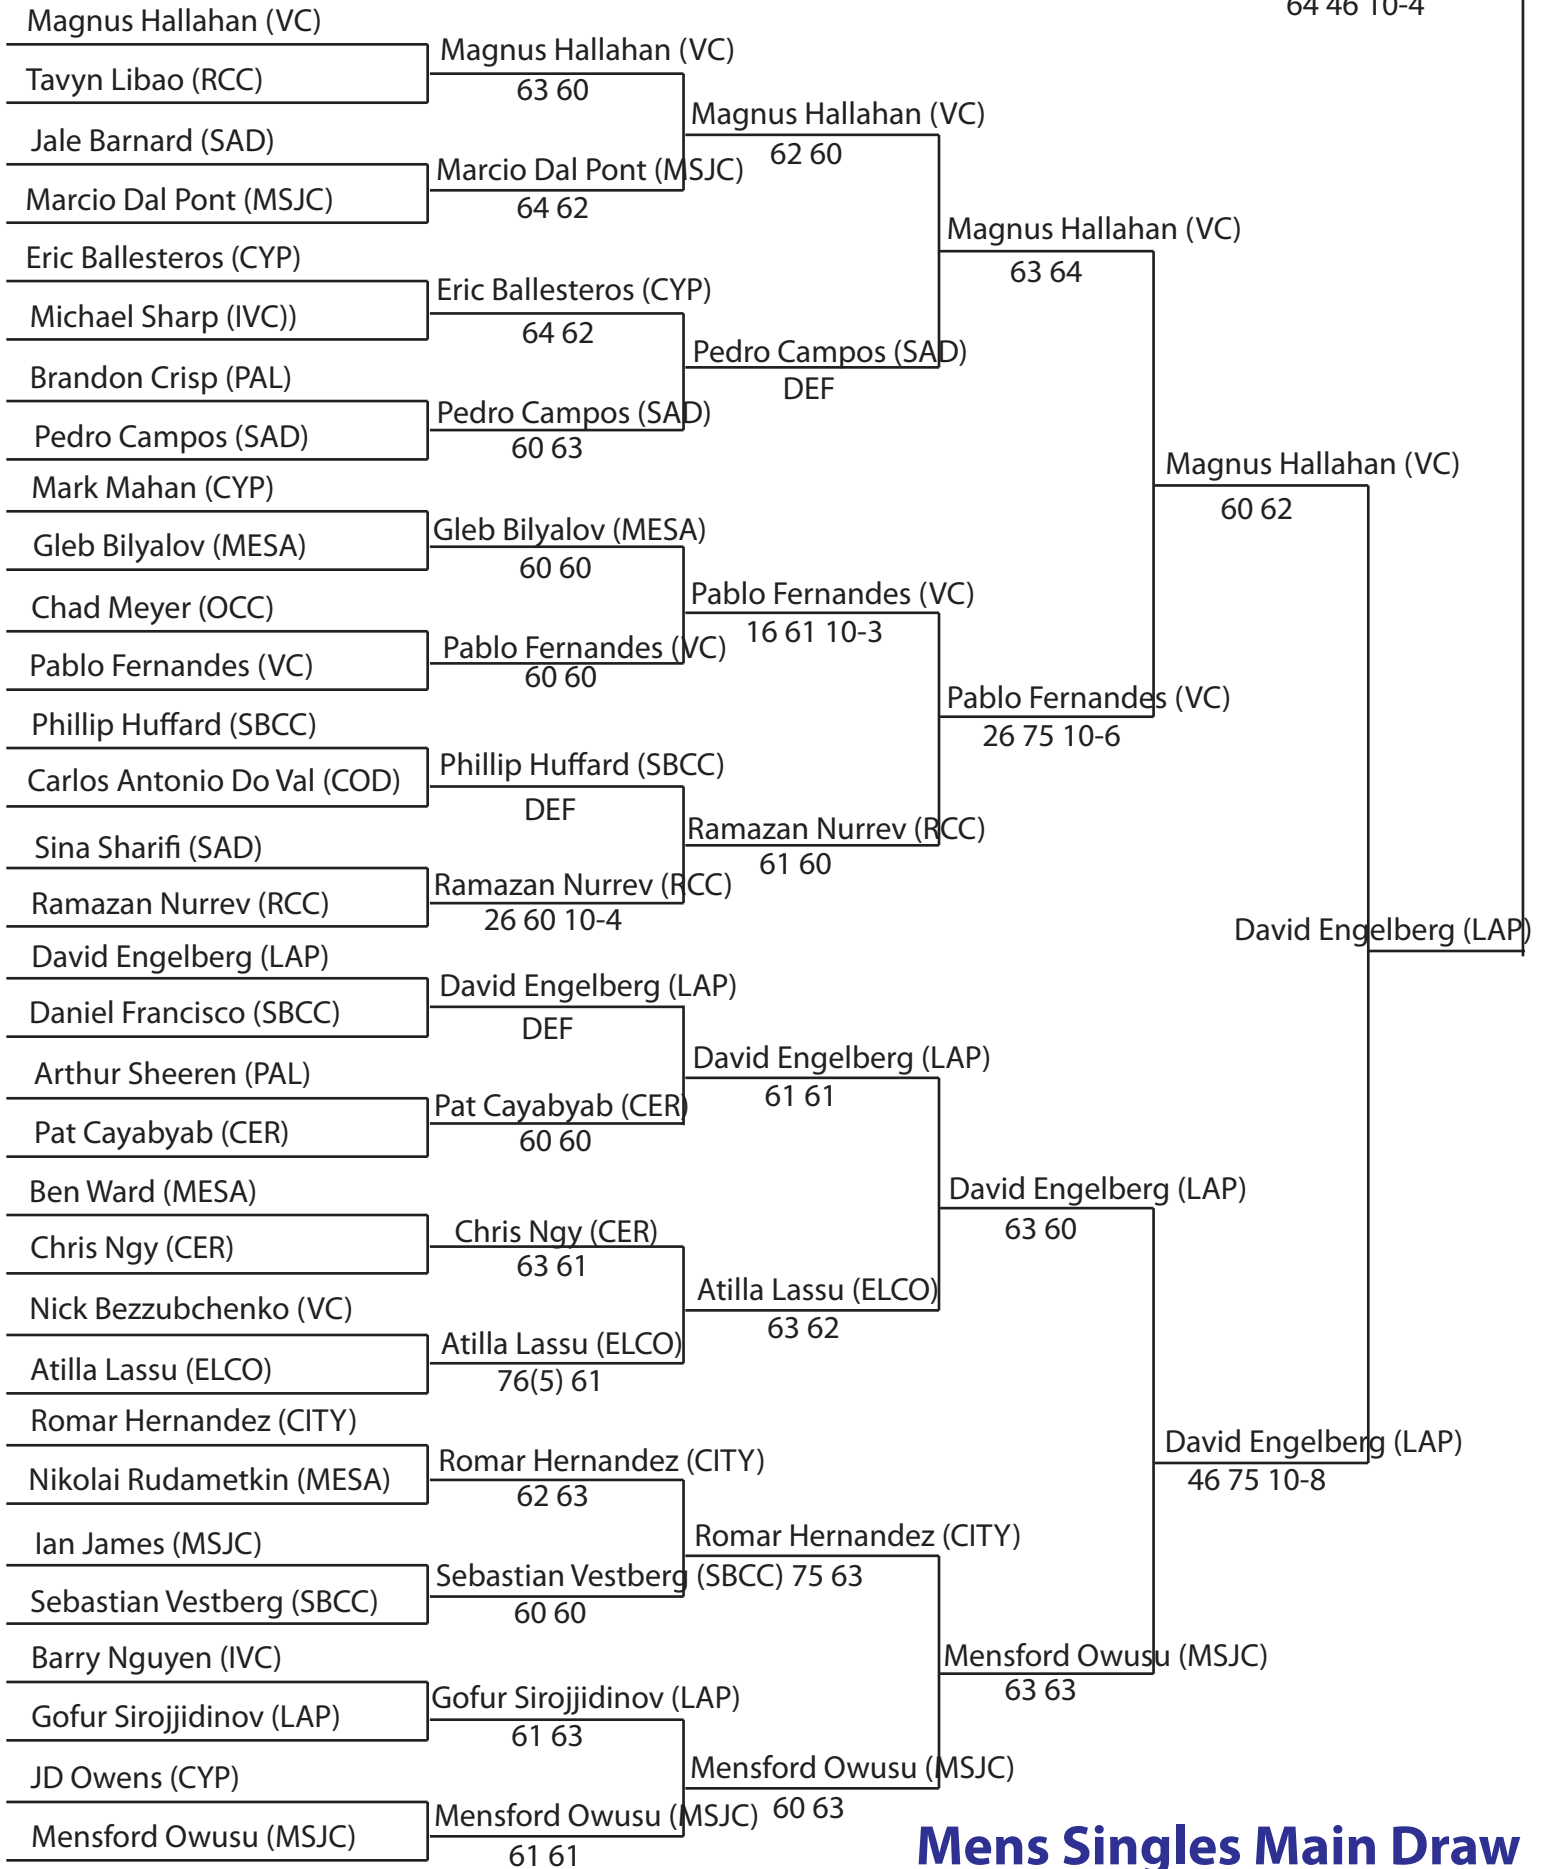 64 46 10-4
Magnus Hallahan (VC)
Tavyn Libao (RCC)
Jale Barnard (SAD)
Marcio Dal Pont (MSJC)
Eric Ballesteros (CYP)
Michael Sharp (IVC))
Brandon Crisp (PAL)
Pedro Campos (SAD)
Mark Mahan (CYP)
Gleb Bilyalov (MESA)
Chad Meyer (OCC)
Pablo Fernandes (VC)
Phillip Huffard (SBCC)
Carlos Antonio Do Val (COD)
Sina Sharifi (SAD)
Ramazan Nurrev (RCC)
David Engelberg (LAP)
Daniel Francisco (SBCC)
Arthur Sheeren (PAL)
Pat Cayabyab (CER)
Ben Ward (MESA)
Chris Ngy (CER)
Nick Bezzubchenko (VC)
Atilla Lassu (ELCO)
Romar Hernandez (CITY)
Nikolai Rudametkin (MESA)
Ian James (MSJC)
Sebastian Vestberg (SBCC)
Barry Nguyen (IVC)
Gofur Sirojjidinov (LAP)
JD Owens (CYP)
Mensford Owusu (MSJC)
Magnus Hallahan (VC)
63 60
Marcio Dal Pont (MSJC)
64 62
Eric Ballesteros (CYP)
64 62
Pedro Campos (SAD)
60 63
Gleb Bilyalov (MESA)
60 60
Pablo Fernandes (VC)
60 60
Phillip Huffard (SBCC)
DEF
Ramazan Nurrev (RCC)
26 60 10-4
David Engelberg (LAP)
DEF
Pat Cayabyab (CER)
60 60
Chris Ngy (CER)
63 61
Atilla Lassu (ELCO)
76(5) 61
Romar Hernandez (CITY)
62 63
Sebastian Vestberg (SBCC)
60 60
Gofur Sirojjidinov (LAP)
61 63
Mensford Owusu (MSJC)
61 61
Magnus Hallahan (VC)
62 60
Pedro Campos (SAD)
DEF
Pablo Fernandes (VC)
16 61 10-3
Ramazan Nurrev (RCC)
61 60
David Engelberg (LAP)
61 61
Atilla Lassu (ELCO)
63 62
Romar Hernandez (CITY)
75 63
Mensford Owusu (MSJC)
60 63
Magnus Hallahan (VC)
63 64
Pablo Fernandes (VC)
26 75 10-6
David Engelberg (LAP)
63 60
Mensford Owusu (MSJC)
63 63
Magnus Hallahan (VC)
60 62
David Engelberg (LAP)
46 75 10-8
David Engelberg (LAP)
Mens Singles Main Draw